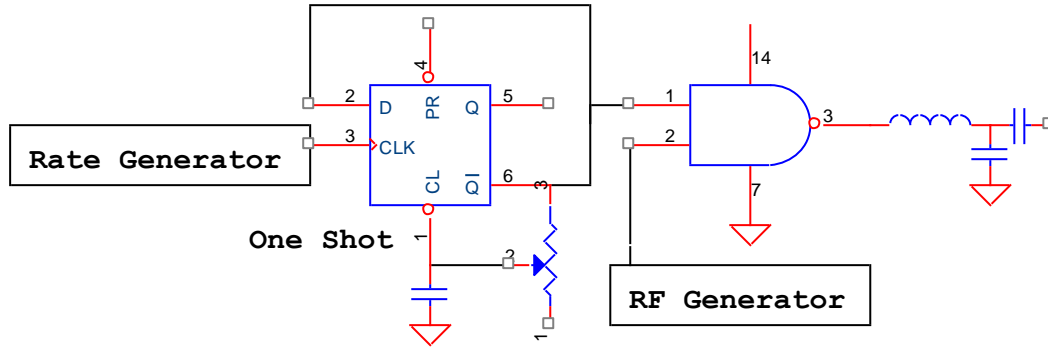 4
14
2 D PR Q 5
1
3
3 CLK
2
Rate Generator
CL QI 6 3
7
One Shot 1
2
RF Generator
1